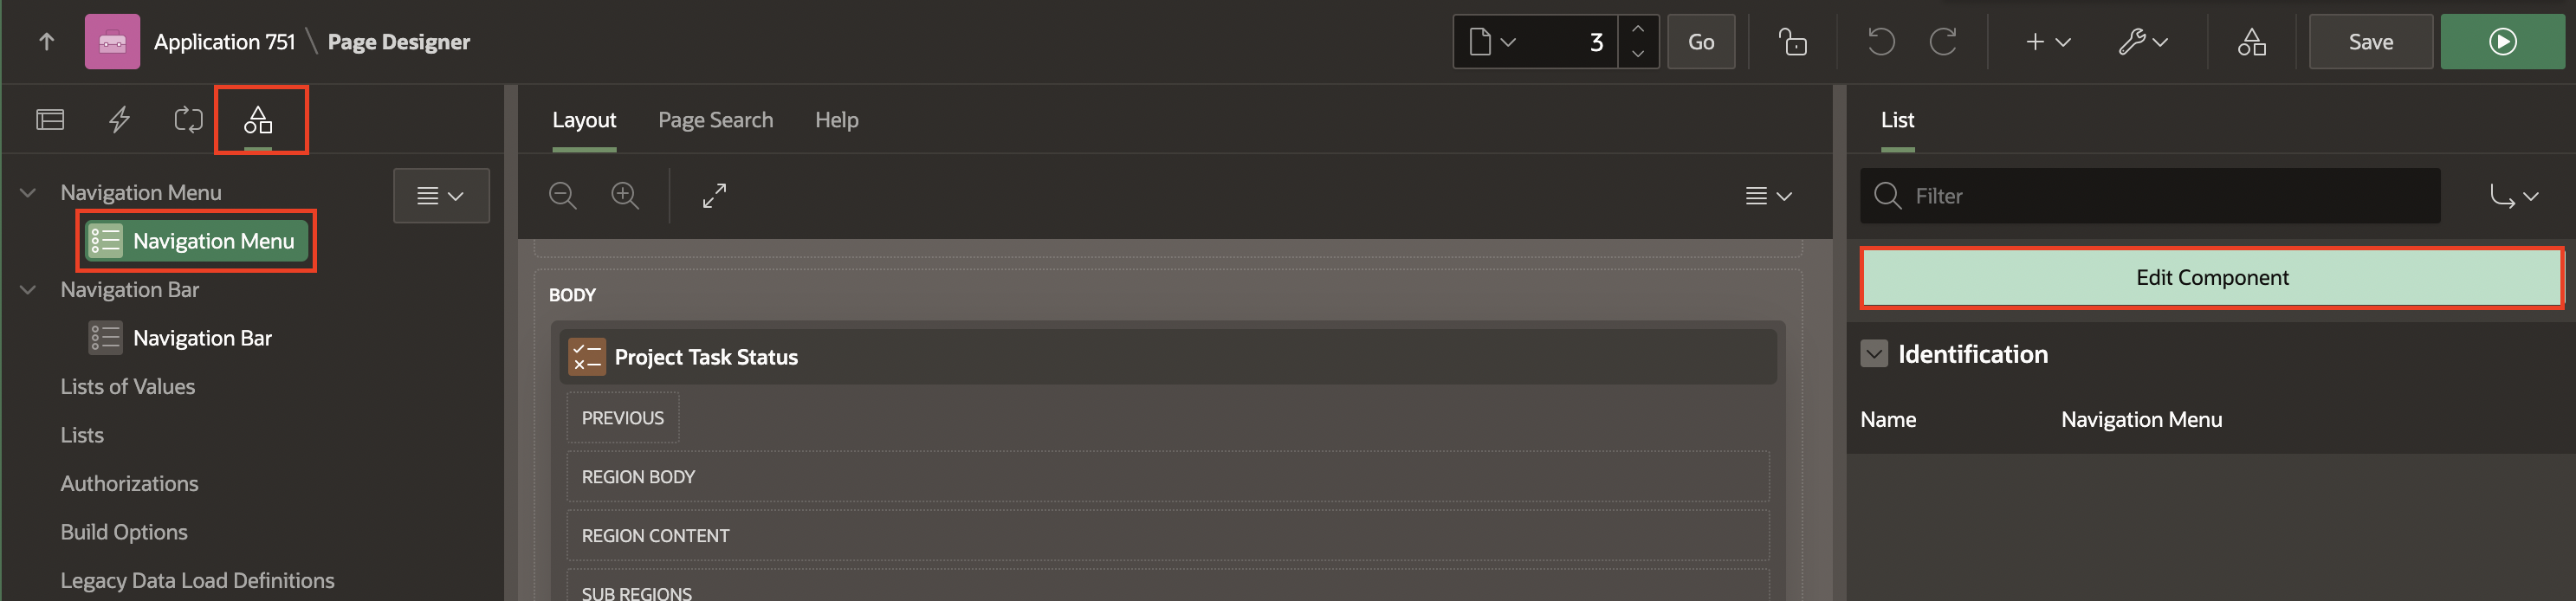 Application 751 \ Page Designer
3
Go
Save
Navigation Menu
Navigation Menu
Navigation Bar
Navigation Bar
Lists of Values
Lists
Authorizations
Build Options
Legacy Data Load Definitions
Layout Page Search Help
BODY
Project Task Status
PREVIOUS
REGION BODY
REGION CONTENT
SUB REGIONS
List
Filter
Edit Component
Identification
Name Navigation Menu